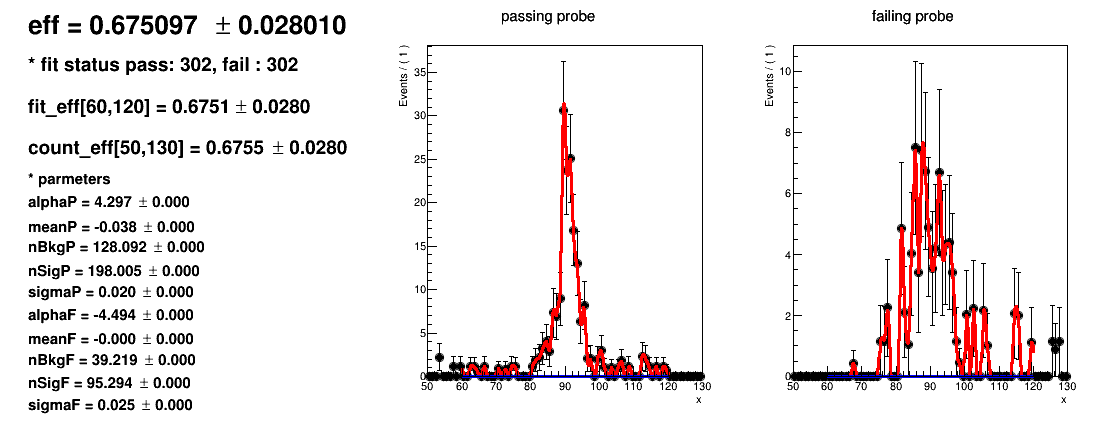 eff = 0.675097 ± 0.028010
* fit status pass: 302, fail : 302
fit_eff[60,120] = 0.6751 ± 0.0280
count_eff[50,130] = 0.6755 ± 0.0280
* parmeters
alphaP = 4.297 ± 0.000
meanP = -0.038 ± 0.000
nBkgP = 128.092 ± 0.000
nSigP = 198.005 ± 0.000
sigmaP = 0.020 ± 0.000
alphaF = -4.494 ± 0.000
meanF = -0.000 ± 0.000
nBkgF = 39.219 ± 0.000
nSigF = 95.294 ± 0.000
sigmaF = 0.025 ± 0.000
passing probe
Events / ( 1 )
35
30
25
20
15
10
5
0
50 60 70 80 90 100 110 120 130
x
failing probe
Events / ( 1 )
10
8
6
4
2
0
50 60 70 80 90 100 110 120 130
x